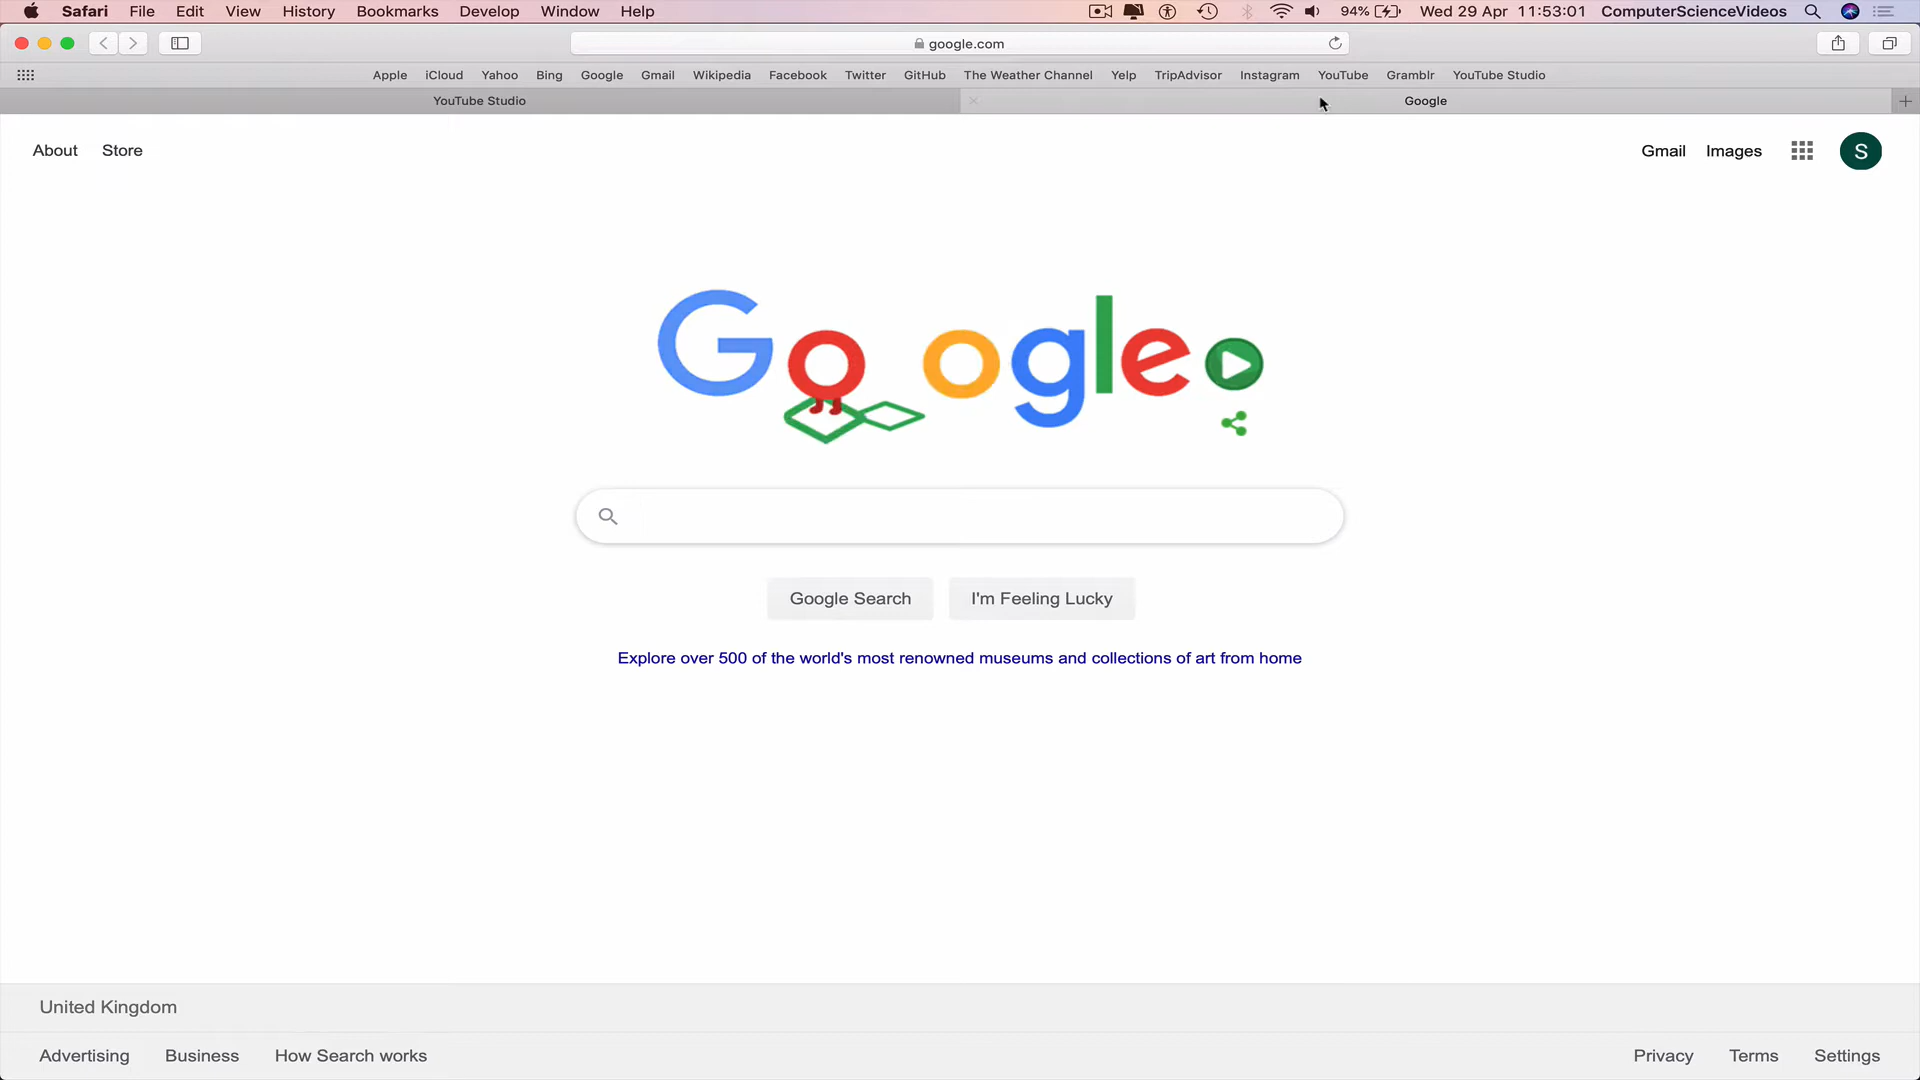 Safari File Edit View History Bookmarks Develop Window Help 94% Wed 29 Apr 11:53:01 ComputerScienceVideos
google.com
Apple iCloud Yahoo Bing Google Gmail Wikipedia Facebook Twitter GitHub The Weather Channel Yelp TripAdvisor Instagram YouTube Gramblr YouTube Studio
YouTube Studio Google
About Store Gmail Images S
Google
Google Search I'm Feeling Lucky
Explore over 500 of the world's most renowned museums and collections of art from home
United Kingdom
Advertising Business How Search works Privacy Terms Settings